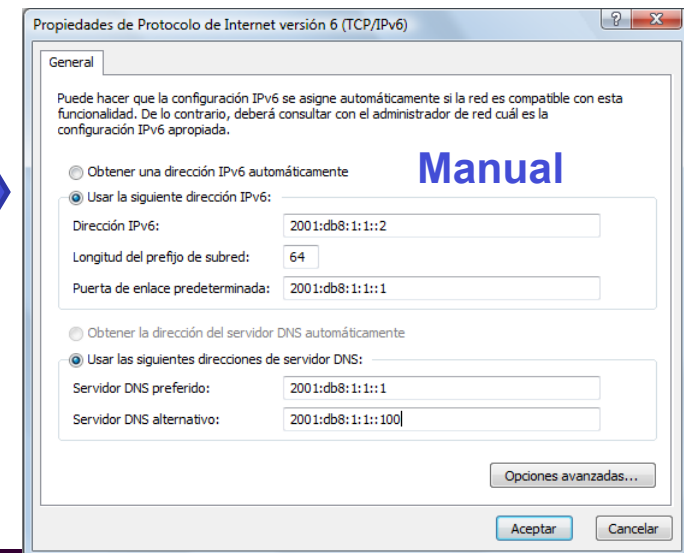 Propiedades de Protocolo de Internet versión 6 (TCP/IPv6)
General
Puede hacer que la configuración IPv6 se asigne automáticamente si la red es compatible con esta
funcionalidad. De lo contrario, deberá consultar con el administrador de red cuál es la
configuración IPv6 apropiada.
Obtener una dirección IPv6 automáticamente
Manual
Usar la siguiente dirección IPv6:
Dirección IPv6: 2001:db8:1:1::2
Longitud del prefijo de subred: 64
Puerta de enlace predeterminada: 2001:db8:1:1::1
Obtener la dirección del servidor DNS automáticamente
Usar las siguientes direcciones de servidor DNS:
Servidor DNS preferido: 2001:db8:1:1::1
Servidor DNS alternativo: 2001:db8:1:1::100
Opciones avanzadas...
Aceptar Cancelar